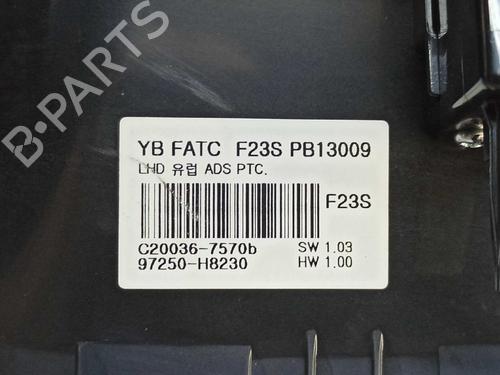 B-PARTS
YB FATC F23S PB13009
LHD 유럽 ADS PTC.
F23S
C20036-7570b SW 1.03
97250-H8230 HW 1.00